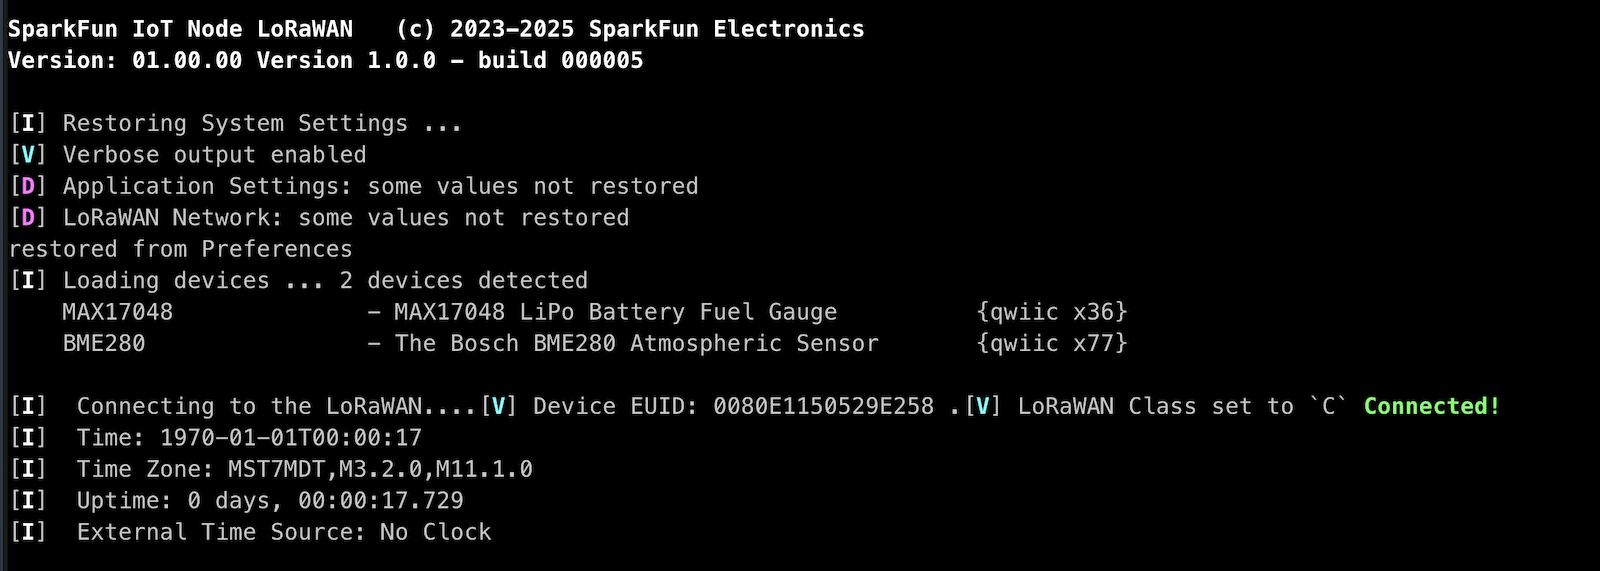 SparkFun IoT Node LoRaWAN   (c) 2023-2025 SparkFun Electronics
Version: 01.00.00 Version 1.0.0 - build 000005
[I] Restoring System Settings ...
[V] Verbose output enabled
[D] Application Settings: some values not restored
[D] LoRaWAN Network: some values not restored
restored from Preferences
[I] Loading devices ... 2 devices detected
    MAX17048              - MAX17048 LiPo Battery Fuel Gauge          {qwiic x36}
    BME280                - The Bosch BME280 Atmospheric Sensor       {qwiic x77}
[I]  Connecting to the LoRaWAN....[V] Device EUID: 0080E1150529E258 .[V] LoRaWAN Class set to `C` Connected!
[I]  Time: 1970-01-01T00:00:17
[I]  Time Zone: MST7MDT,M3.2.0,M11.1.0
[I]  Uptime: 0 days, 00:00:17.729
[I]  External Time Source: No Clock